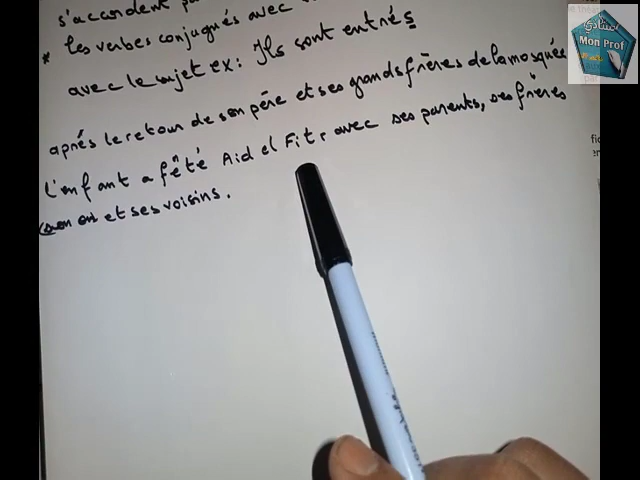 s'accordent
* les verbes conjugués avec
avec le sujet ex: Ils sont entrés
après le retour de son père et ses grands frères de la mosquée
l'enfant a fêté Aid el Fitr avec ses parents, ses frères
et ses voisins.
أستاذي
Mon Prof